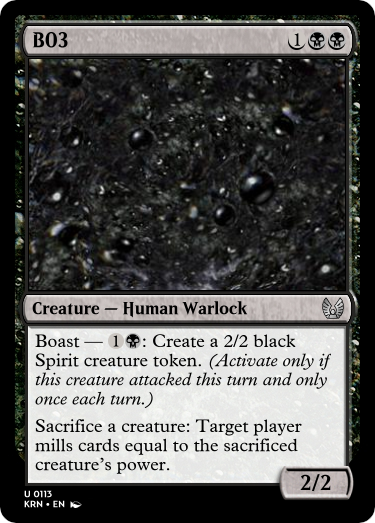 B03 1
Creature — Human Warlock
Boast — 1: Create a 2/2 black
Spirit creature token. (Activate only if
this creature attacked this turn and only
once each turn.)
Sacrifice a creature: Target player
mills cards equal to the sacrificed
creature's power.
2/2
U 0113
KRN • EN